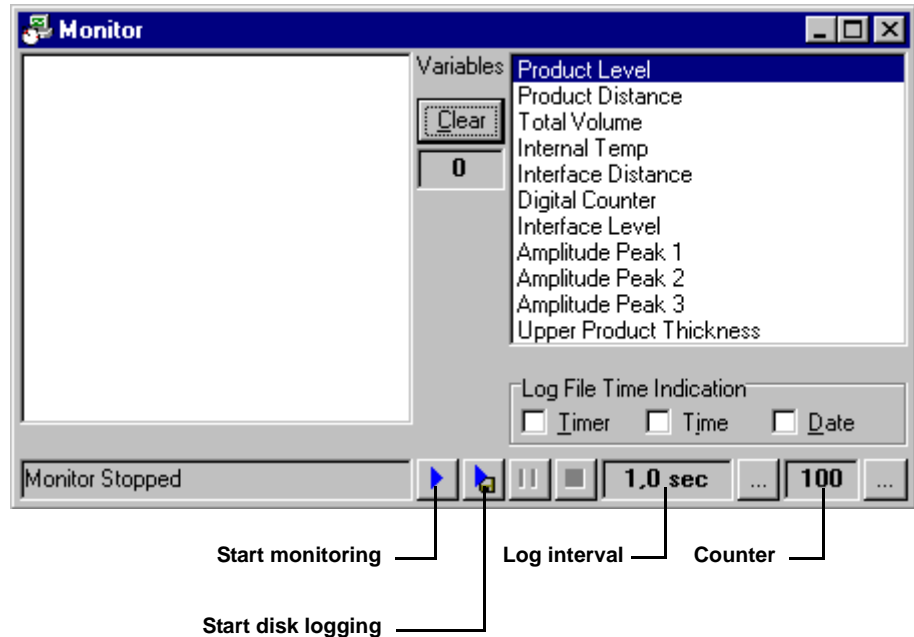 Monitor
Variables
Clear
0
Product Level
Product Distance
Total Volume
Internal Temp
Interface Distance
Digital Counter
Interface Level
Amplitude Peak 1
Amplitude Peak 2
Amplitude Peak 3
Upper Product Thickness
Log File Time Indication
Timer Time Date
Monitor Stopped 1,0 sec ... 100 ...
Start monitoring Log interval Counter
Start disk logging